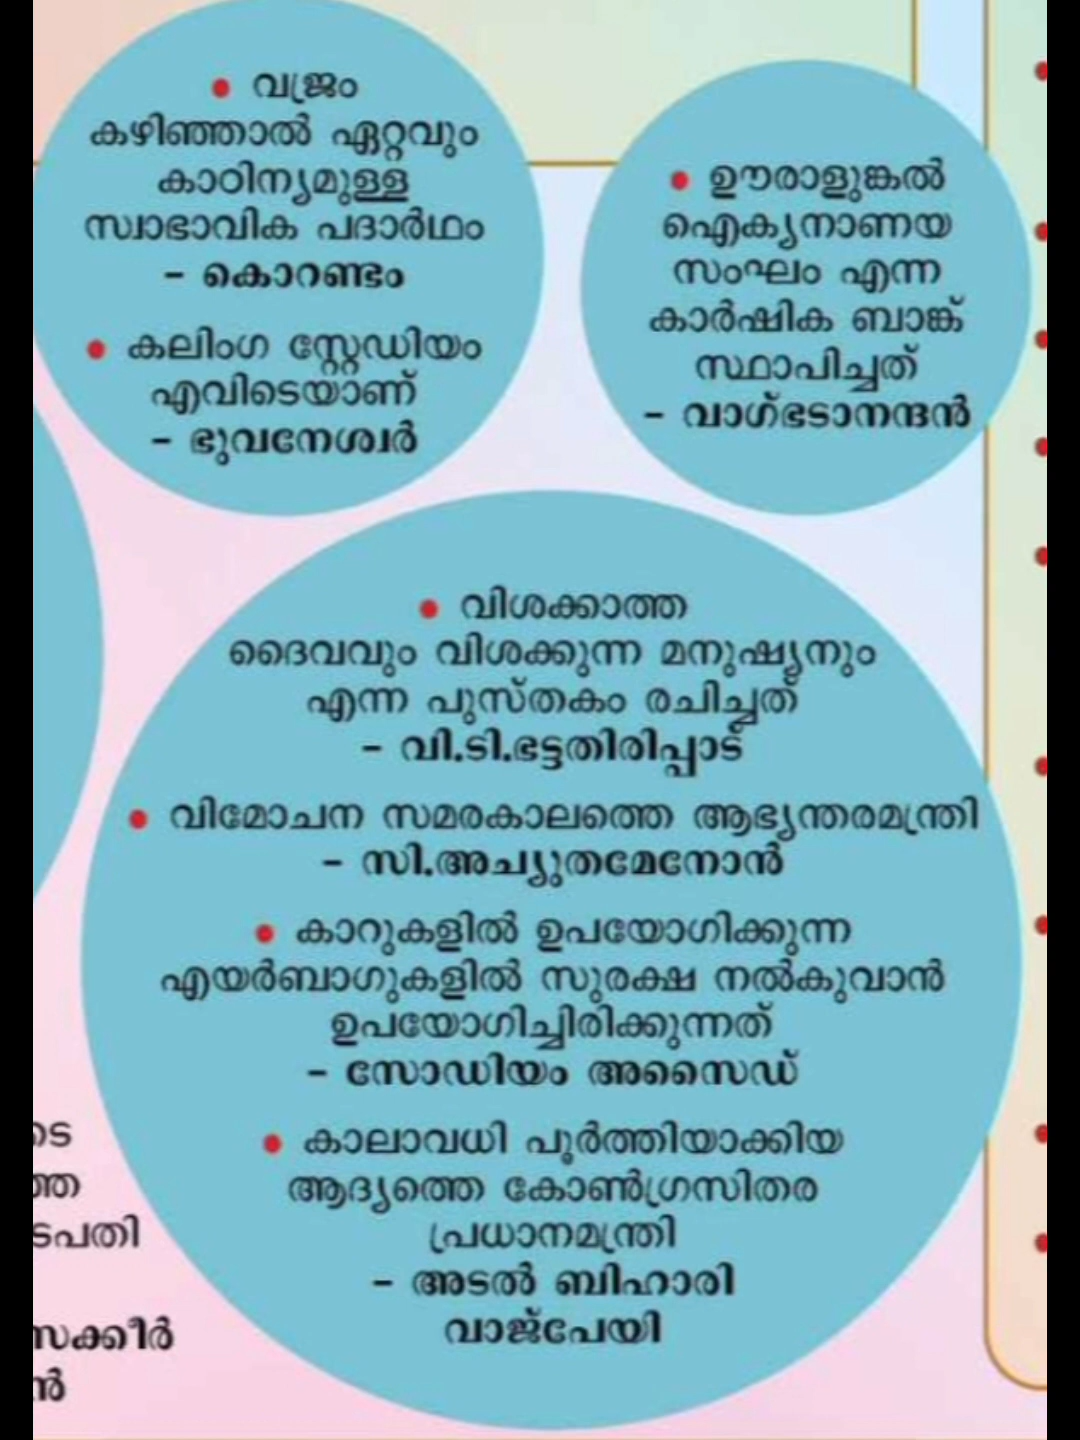 • വജ്രം
കഴിഞ്ഞാൽ ഏറ്റവും
കാഠിന്യമുള്ള
സ്വാഭാവിക പദാർഥം
– കൊറണ്ടം
• കലിംഗ സ്റ്റേഡിയം
എവിടെയാണ്
– ഭുവനേശ്വർ
• ഊരാളുങ്കൽ
ഐക്യനാണയ
സംഘം എന്ന
കാർഷിക ബാങ്ക്
സ്ഥാപിച്ചത്
– വാഗ്ഭടാനന്ദൻ
• വിശക്കാത്ത
ദൈവവും വിശക്കുന്ന മനുഷ്യനും
എന്ന പുസ്തകം രചിച്ചത്
– വി.ടി.ഭട്ടതിരിപ്പാട്
• വിമോചന സമരകാലത്തെ ആഭ്യന്തരമന്ത്രി
– സി.അച്യുതമേനോൻ
• കാറുകളിൽ ഉപയോഗിക്കുന്ന
എയർബാഗുകളിൽ സുരക്ഷ നൽകുവാൻ
ഉപയോഗിച്ചിരിക്കുന്നത്
– സോഡിയം അസൈഡ്
• കാലാവധി പൂർത്തിയാക്കിയ
ആദ്യത്തെ കോൺഗ്രസിതര
പ്രധാനമന്ത്രി
– അടൽ ബിഹാരി
വാജ്പേയി